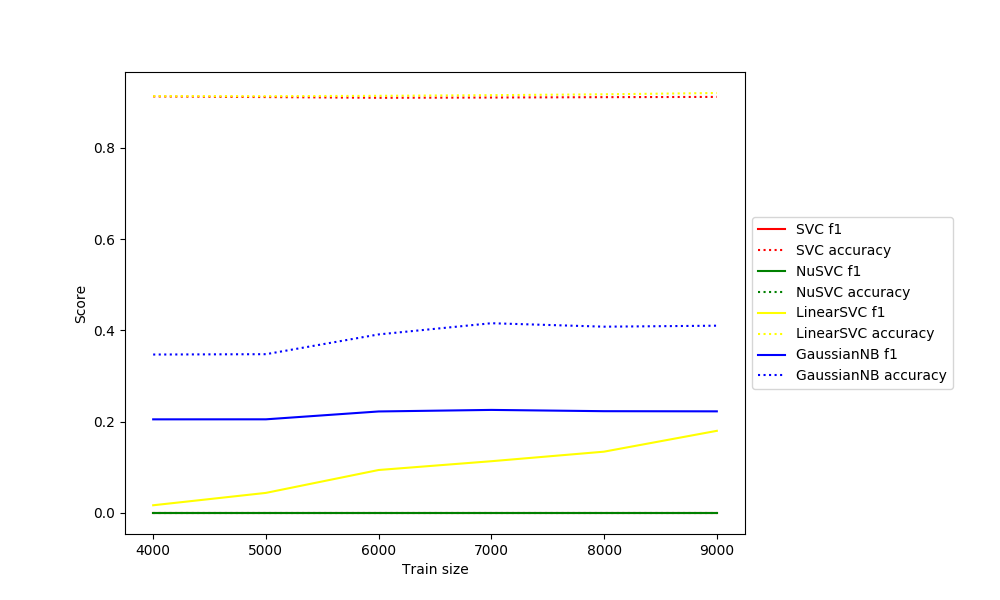 0.8
0.6
0.4
0.2
0.0
Score
4000 5000 6000 7000 8000 9000
Train size
SVC f1
SVC accuracy
NuSVC f1
NuSVC accuracy
LinearSVC f1
LinearSVC accuracy
GaussianNB f1
GaussianNB accuracy